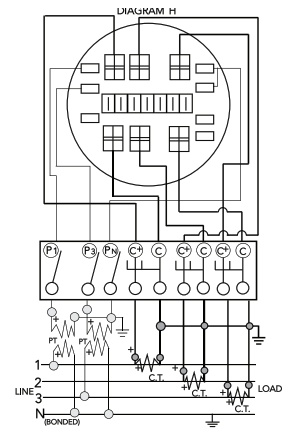 DIAGRAM H
P1 P3 PN C+ C C+ C C+ C
+ + + +
PT PT
+ +
1 + C.T.
2 + C.T.
LINE 3 + C.T. LOAD
N
(BONDED)